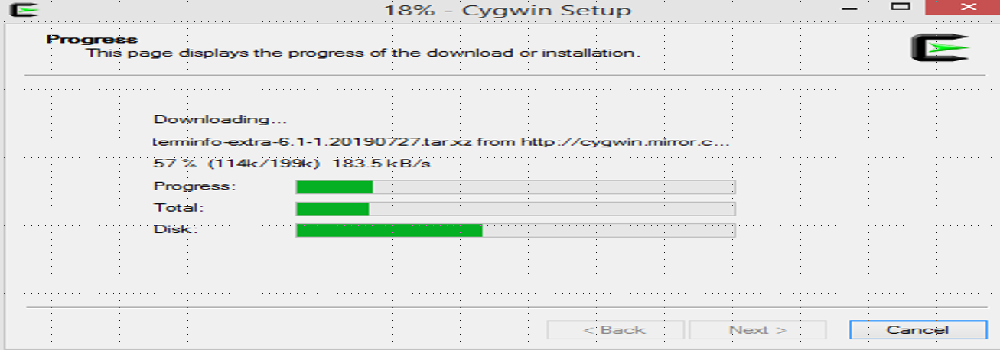 18% - Cygwin Setup
Progress
This page displays the progress of the download or installation.
Downloading...
terminfo-extra-6.1-1.20190727.tar.xz from http://cygwin.mirror.c...
57 % (114k/199k) 183.5 kB/s
Progress:
Total:
Disk:
< Back Next > Cancel